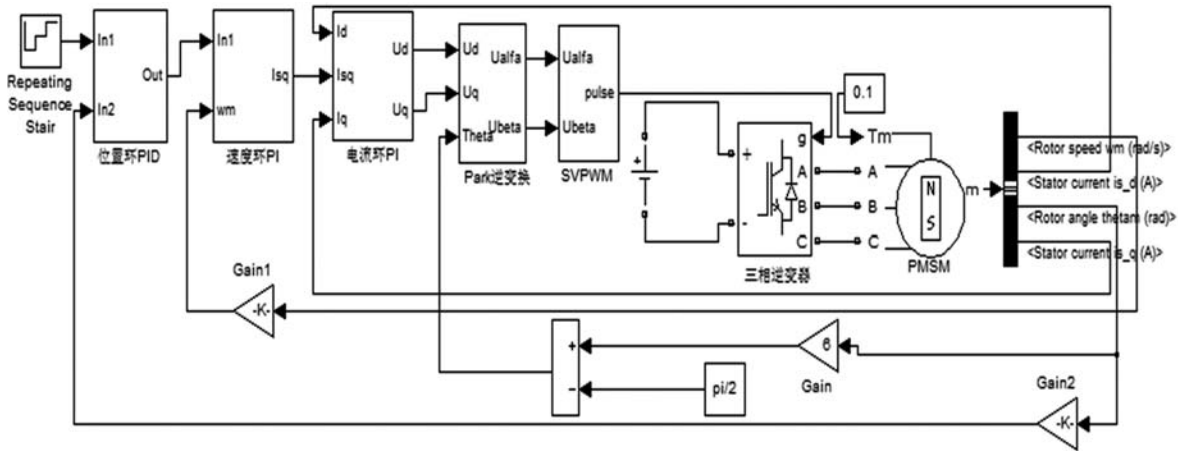 Repeating
Sequence
Stair
In1
In2
Out
位置环PID
In1
wm
Isq
速度环PI
Id
Isq
Iq
Ud
Uq
电流环PI
Ud
Uq
Theta
Ualfa
Ubeta
Park逆变换
Ualfa
Ubeta
pulse
SVPWM
+
+
-
g
A
B
C
三相逆变器
0.1
Tm
A
B
C
N
S
m
PMSM
<Rotor speed wm (rad/s)>
<Stator current is_d (A)>
<Rotor angle thetam (rad)>
<Stator current is_q (A)>
Gain1
-K-
+
−
6
Gain
pi/2
Gain2
-K-